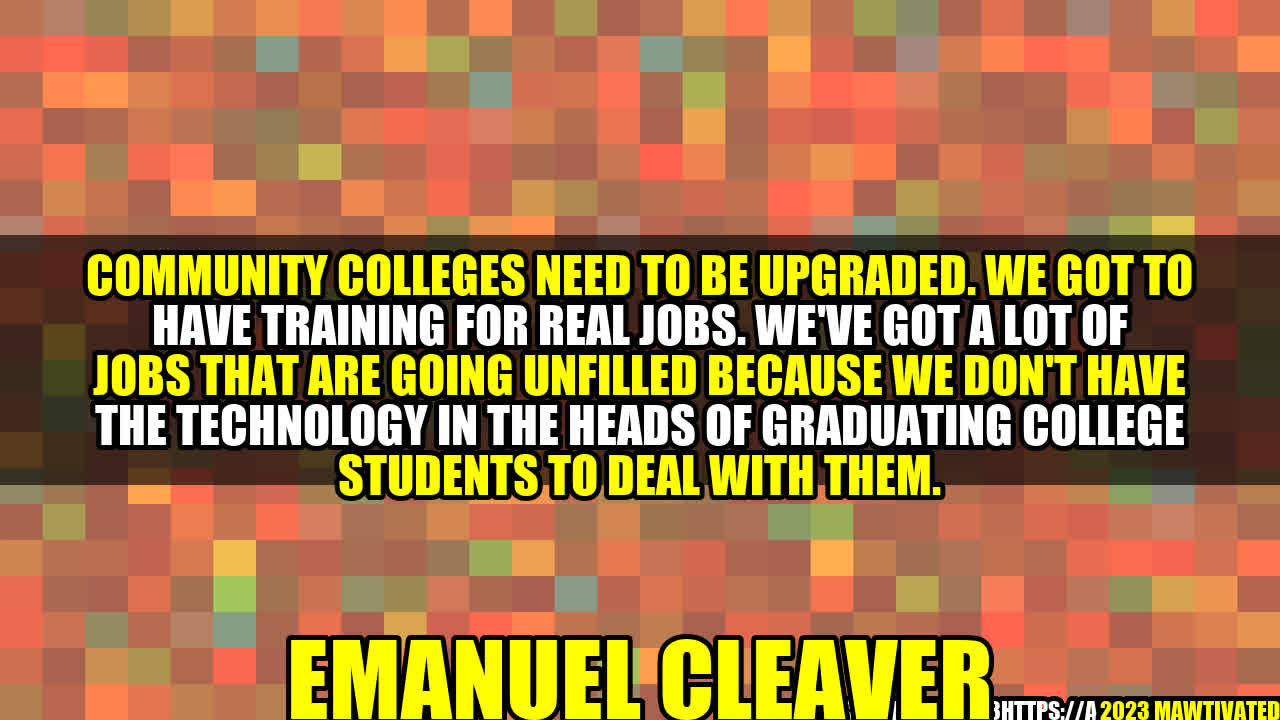 COMMUNITY COLLEGES NEED TO BE UPGRADED. WE GOT TO
HAVE TRAINING FOR REAL JOBS. WE'VE GOT A LOT OF
JOBS THAT ARE GOING UNFILLED BECAUSE WE DON'T HAVE
THE TECHNOLOGY IN THE HEADS OF GRADUATING COLLEGE
STUDENTS TO DEAL WITH THEM.
EMANUEL CLEAVER
HTTPS://A 2023 MAWTIVATED